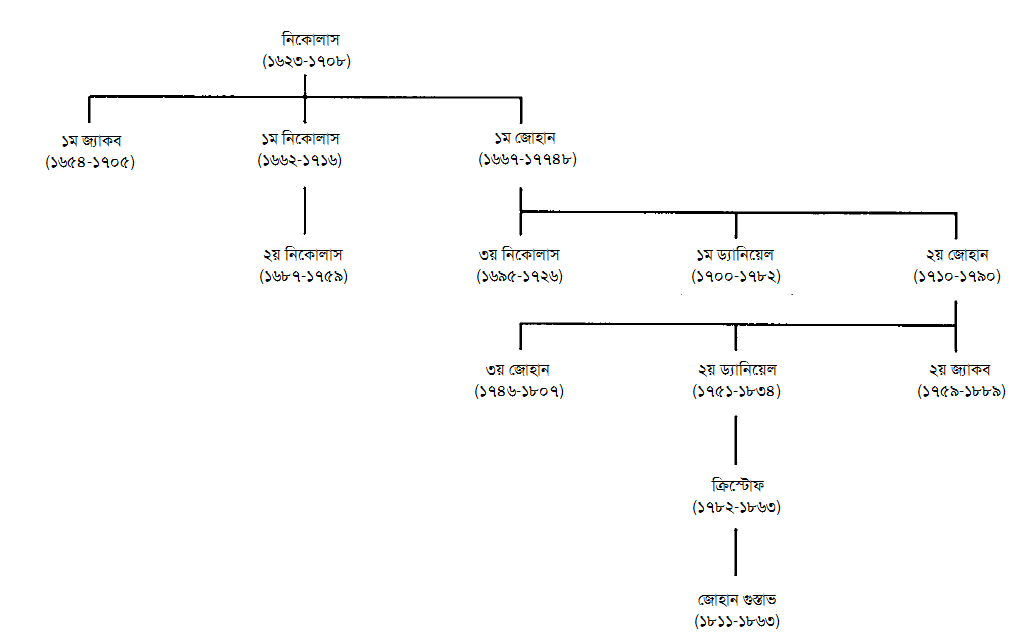 নিকোলাস
(১৬২৩-১৭০৮)
১ম জ্যাকব
(১৬৫৪-১৭০৫)
১ম নিকোলাস
(১৬৬২-১৭১৬)
১ম জোহান
(১৬৬৭-১৭৭৪৮)
২য় নিকোলাস
(১৬৮৭-১৭৫৯)
৩য় নিকোলাস
(১৬৯৫-১৭২৬)
১ম ড্যানিয়েল
(১৭০০-১৭৮২)
২য় জোহান
(১৭১০-১৭৯০)
৩য় জোহান
(১৭৪৬-১৮০৭)
২য় ড্যানিয়েল
(১৭৫১-১৮৩৪)
২য় জ্যাকব
(১৭৫৯-১৮৮৯)
ক্রিস্টোফ
(১৭৮২-১৮৬৩)
জোহান গুস্তাভ
(১৮১১-১৮৬৩)